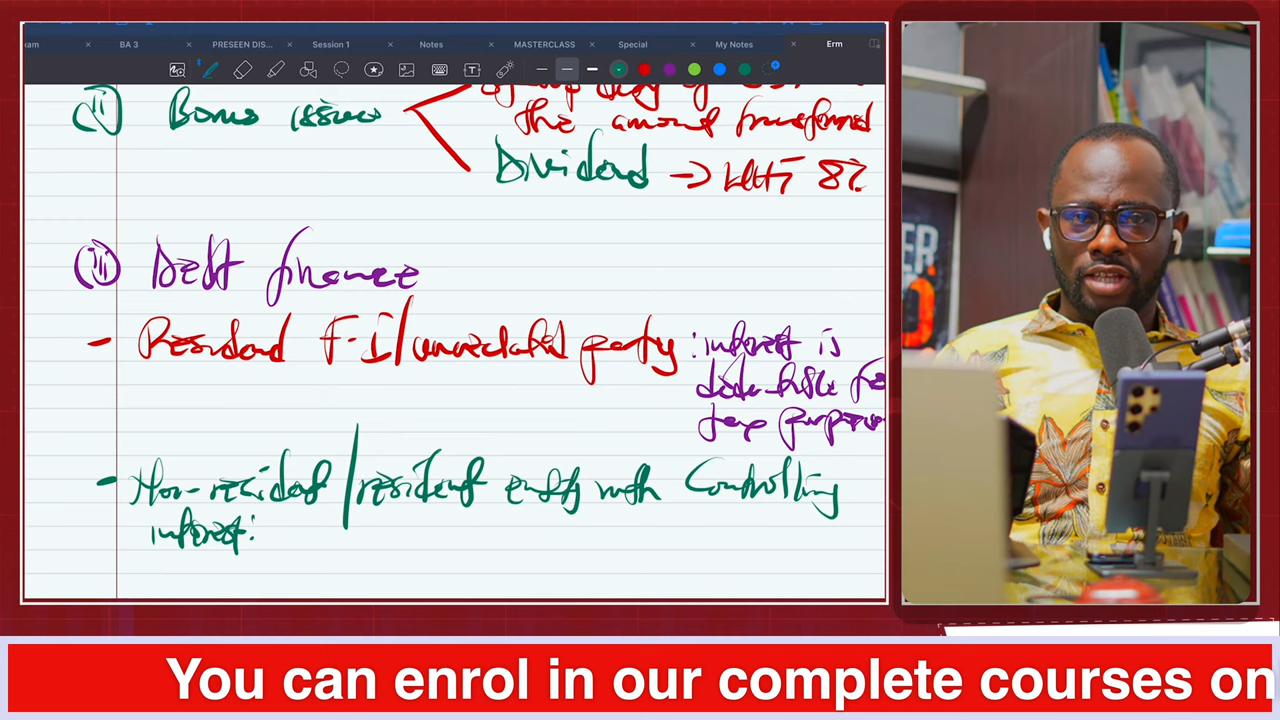 am
BA 3
PRESEEN DIS...
Session 1
Notes
MASTERCLASS
Special
My Notes
Erm
(ii) Bonus issues
the amount transferred
Dividend → WHT 8%
(iii) Debt finance
- Resident F-I/unrelated party : interest is
deductible for
tax purposes
- Non-resident/resident entity with Controlling
interest:
You can enrol in our complete courses on